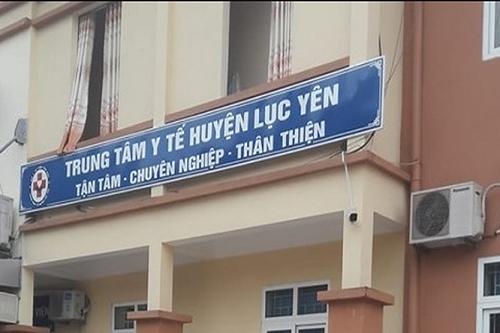 TRUNG TÂM Y TẾ HUYỆN LỤC YÊN
TẬN TÂM - CHUYÊN NGHIỆP - THÂN THIỆN